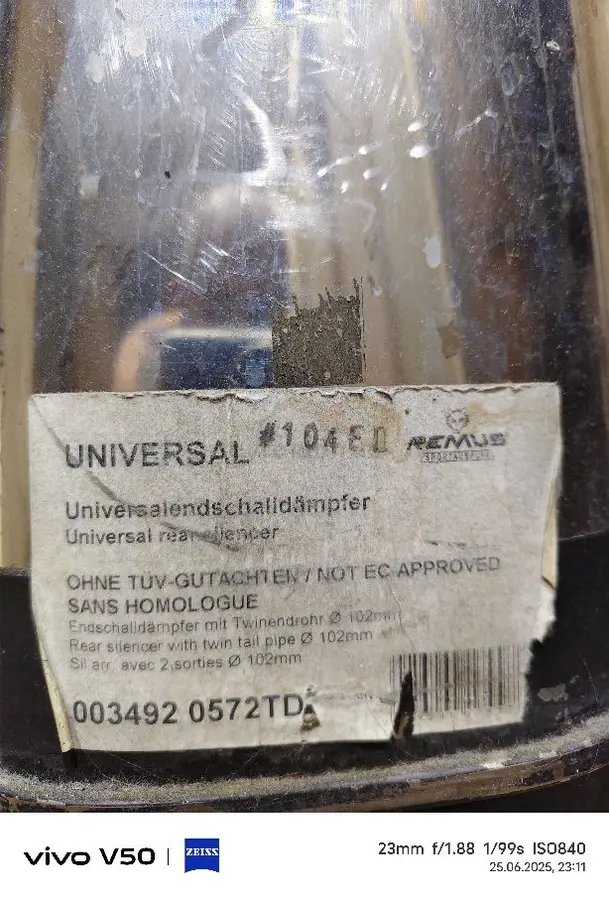 UNIVERSAL #104ED REMUS
SPORTAUSPUFF
Universalendschalldämpfer
Universal rear silencer
OHNE TÜV-GUTACHTEN / NOT EC APPROVED
SANS HOMOLOGUE
Endschalldämpfer mit Twinendrohr Ø 102mm
Rear silencer with twin tail pipe Ø 102mm
Sil arr. avec 2 sorties Ø 102mm
003492 0572TD
vivo V50 | ZEISS
23mm f/1.88 1/99s ISO840
25.06.2025, 23:11